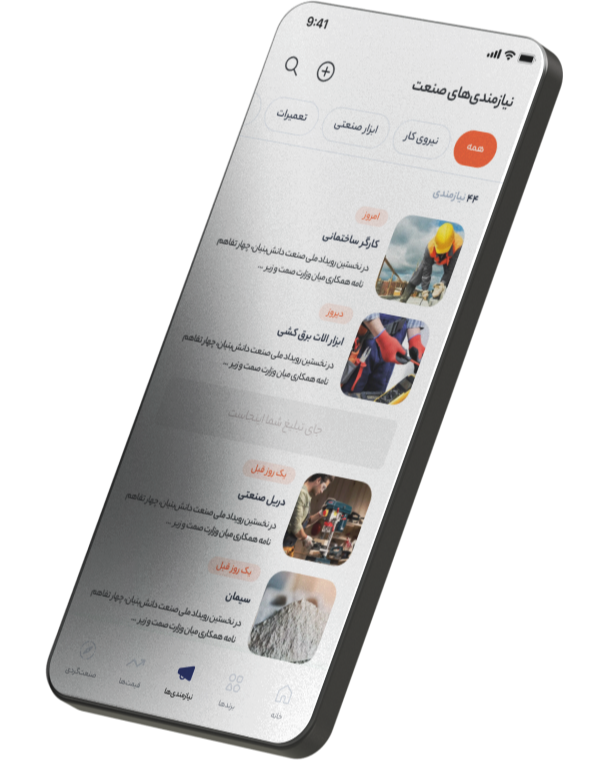 9:41
نیازمندی‌های صنعت
همه
نیروی کار
ابزار صنعتی
تعمیرات
۴۴ نیازمندی
امروز
کارگر ساختمانی
در نخستین رویداد ملی صنعت دانش‌بنیان، چهار تفاهم
نامه همکاری میان وزارت صمت و زیر ...
دیروز
ابزار الات برق کشی
در نخستین رویداد ملی صنعت دانش‌بنیان، چهار تفاهم
نامه همکاری میان وزارت صمت و زیر ...
جای تبلیغ شما اینجاست
یک روز قبل
دریل صنعتی
در نخستین رویداد ملی صنعت دانش‌بنیان، چهار تفاهم
نامه همکاری میان وزارت صمت و زیر ...
یک روز قبل
سیمان
در نخستین رویداد ملی صنعت دانش‌بنیان، چهار تفاهم
نامه همکاری میان وزارت صمت و زیر ...
خانه
برندها
نیازمندی‌ها
قیمت‌ها
صنعت‌گردی